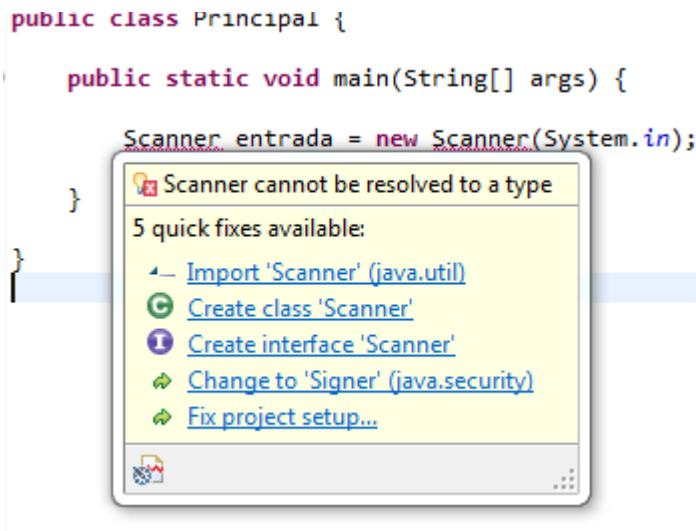 public class Principal {
public static void main(String[] args) {
Scanner entrada = new Scanner(System.in);
Scanner cannot be resolved to a type
}
5 quick fixes available:
}
Import 'Scanner' (java.util)
Create class 'Scanner'
Create interface 'Scanner'
Change to 'Signer' (java.security)
Fix project setup...